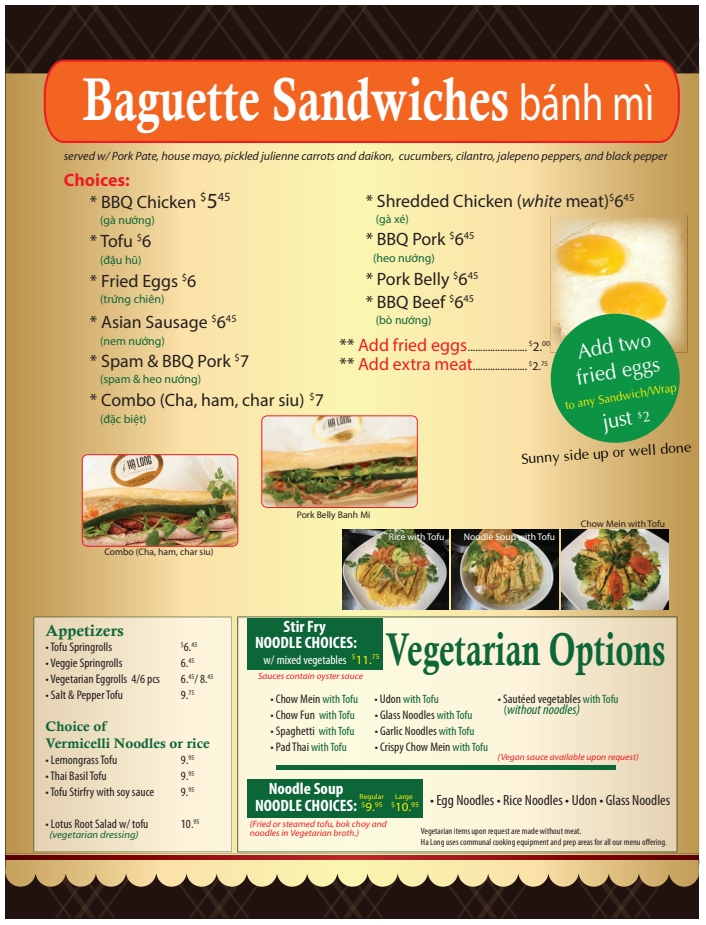 Baguette Sandwiches bánh mì
served w/ Pork Pate, house mayo, pickled julienne carrots and daikon, cucumbers, cilantro, jalepeno peppers, and black pepper
Choices:
* BBQ Chicken $5.45
(gà nướng)
* Tofu $6
(đậu hũ)
* Fried Eggs $6
(trứng chiên)
* Asian Sausage $6.45
(nem nướng)
* Spam & BBQ Pork $7
(spam & heo nướng)
* Combo (Cha, ham, char siu) $7
(đặc biệt)
* Shredded Chicken (white meat)$6.45
(gà xé)
* BBQ Pork $6.45
(heo nướng)
* Pork Belly $6.45
* BBQ Beef $6.45
(bò nướng)
** Add fried eggs....................... $2.00
** Add extra meat..................... $2.75
Add two
fried eggs
to any Sandwich/Wrap
just $2
Sunny side up or well done
HẠ LONG
Combo (Cha, ham, char siu)
HẠ LONG
Pork Belly Banh Mi
Rice with Tofu
Noodle Soup with Tofu
Chow Mein with Tofu
Appetizers
• Tofu Springrolls $6.45
• Veggie Springrolls 6.45
• Vegetarian Eggrolls 4/6 pcs 6.45/ 8.45
• Salt & Pepper Tofu 9.75
Choice of
Vermicelli Noodles or rice
• Lemongrass Tofu 9.95
• Thai Basil Tofu 9.95
• Tofu Stirfry with soy sauce 9.95
• Lotus Root Salad w/ tofu 10.95
(vegetarian dressing)
Stir Fry
NOODLE CHOICES:
w/ mixed vegetables $11.75
Sauces contain oyster sauce
Vegetarian Options
• Chow Mein with Tofu
• Chow Fun with Tofu
• Spaghetti with Tofu
• Pad Thai with Tofu
• Udon with Tofu
• Glass Noodles with Tofu
• Garlic Noodles with Tofu
• Crispy Chow Mein with Tofu
• Sautéed vegetables with Tofu
(without noodles)
(Vegan sauce available upon request)
Noodle Soup
NOODLE CHOICES:
Regular $9.95
Large $10.95
• Egg Noodles • Rice Noodles • Udon • Glass Noodles
(Fried or steamed tofu, bok choy and
noodles in Vegetarian broth.)
Vegetarian items upon request are made without meat.
Ha Long uses communal cooking equipment and prep areas for all our menu offering.